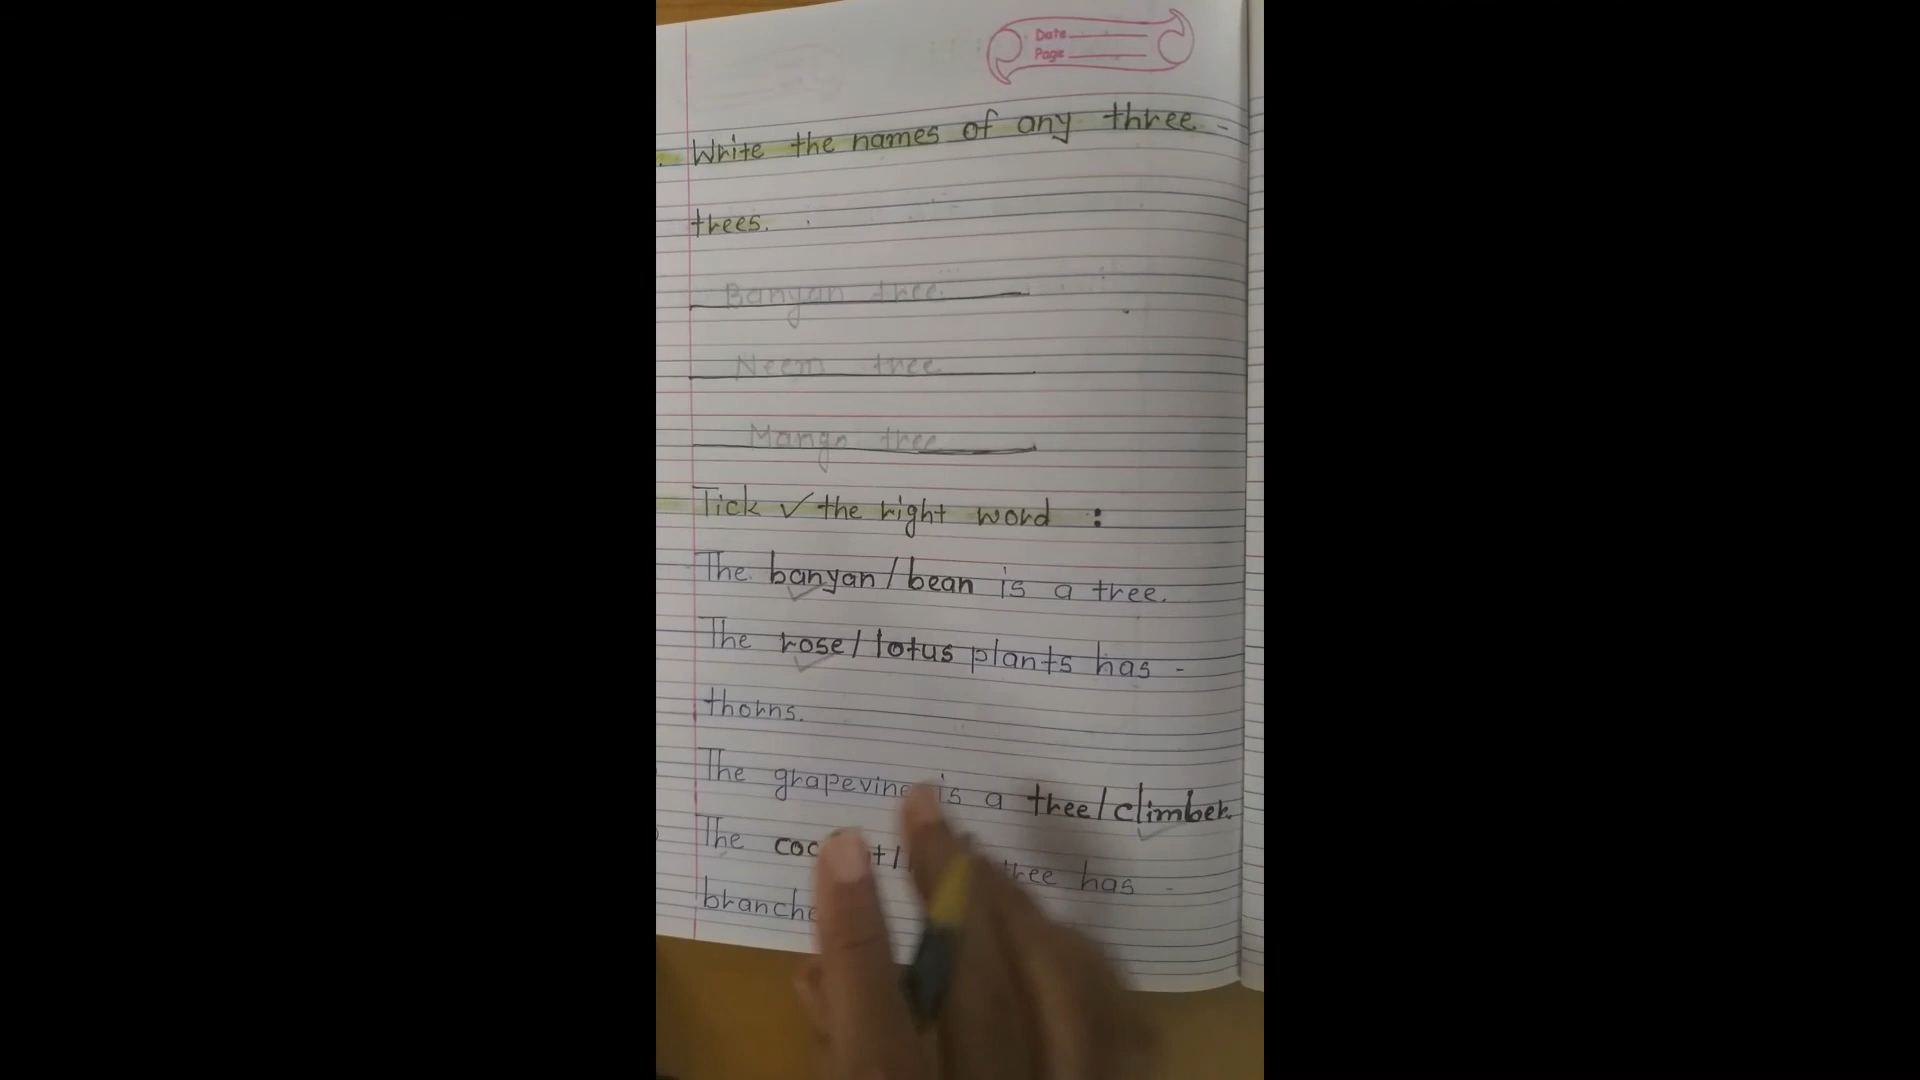 Date
Page
Write the names of any three -
trees.
Banyan tree.
Neem tree
Mango tree
Tick ✓ the right word :
The banyan / bean is a tree.
The rose / lotus plants has -
thorns.
The grapevine is a tree / climber.
The tree has -